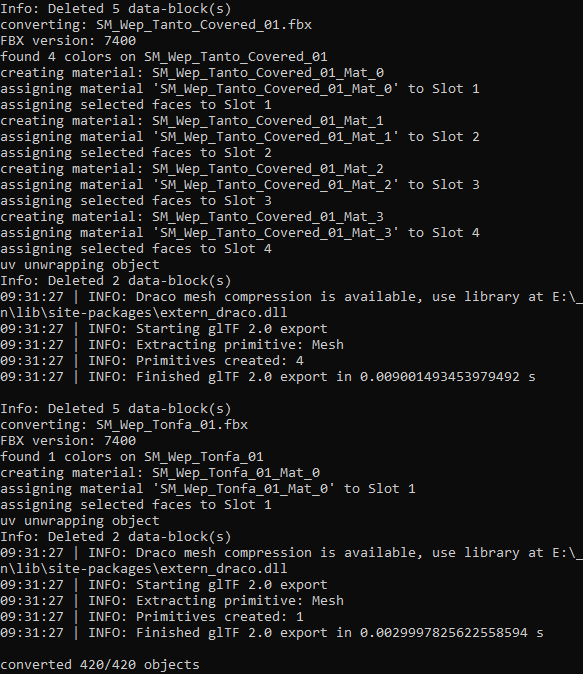 Info: Deleted 5 data-block(s)
converting: SM_Wep_Tanto_Covered_01.fbx
FBX version: 7400
found 4 colors on SM_Wep_Tanto_Covered_01
creating material: SM_Wep_Tanto_Covered_01_Mat_0
assigning material 'SM_Wep_Tanto_Covered_01_Mat_0' to Slot 1
assigning selected faces to Slot 1
creating material: SM_Wep_Tanto_Covered_01_Mat_1
assigning material 'SM_Wep_Tanto_Covered_01_Mat_1' to Slot 2
assigning selected faces to Slot 2
creating material: SM_Wep_Tanto_Covered_01_Mat_2
assigning material 'SM_Wep_Tanto_Covered_01_Mat_2' to Slot 3
assigning selected faces to Slot 3
creating material: SM_Wep_Tanto_Covered_01_Mat_3
assigning material 'SM_Wep_Tanto_Covered_01_Mat_3' to Slot 4
assigning selected faces to Slot 4
uv unwrapping object
Info: Deleted 2 data-block(s)
09:31:27 | INFO: Draco mesh compression is available, use library at E:\_
n\lib\site-packages\extern_draco.dll
09:31:27 | INFO: Starting glTF 2.0 export
09:31:27 | INFO: Extracting primitive: Mesh
09:31:27 | INFO: Primitives created: 4
09:31:27 | INFO: Finished glTF 2.0 export in 0.009001493453979492 s
Info: Deleted 5 data-block(s)
converting: SM_Wep_Tonfa_01.fbx
FBX version: 7400
found 1 colors on SM_Wep_Tonfa_01
creating material: SM_Wep_Tonfa_01_Mat_0
assigning material 'SM_Wep_Tonfa_01_Mat_0' to Slot 1
assigning selected faces to Slot 1
uv unwrapping object
Info: Deleted 2 data-block(s)
09:31:27 | INFO: Draco mesh compression is available, use library at E:\_
n\lib\site-packages\extern_draco.dll
09:31:27 | INFO: Starting glTF 2.0 export
09:31:27 | INFO: Extracting primitive: Mesh
09:31:27 | INFO: Primitives created: 1
09:31:27 | INFO: Finished glTF 2.0 export in 0.0029997825622558594 s
converted 420/420 objects